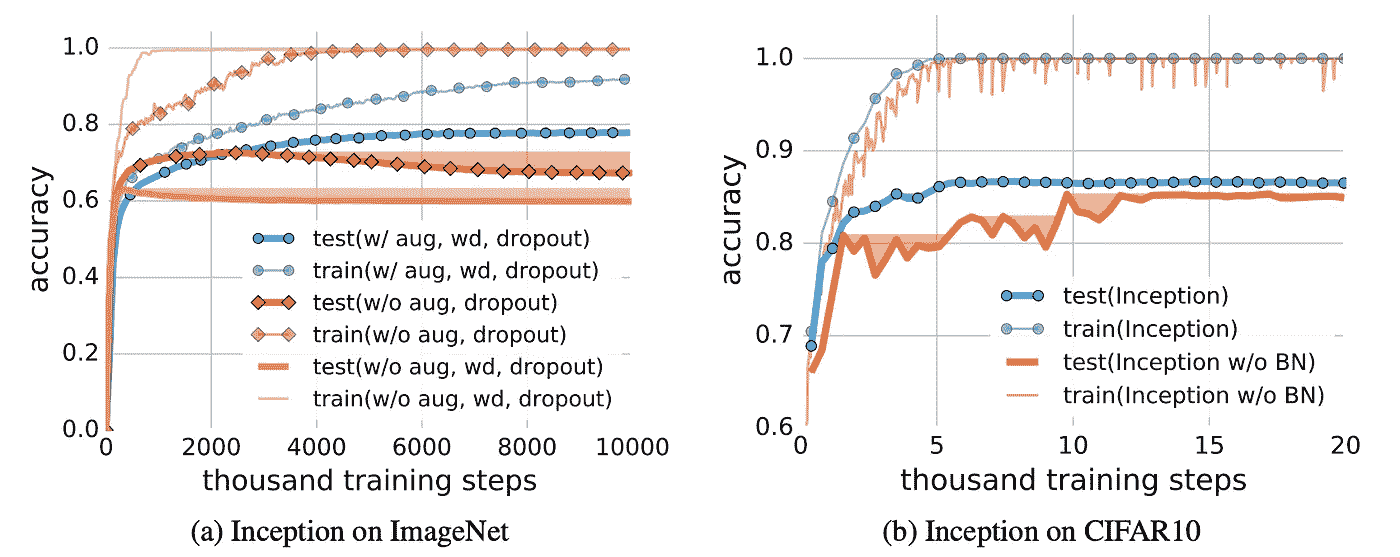 1.0
0.8
0.6
0.4
0.2
0.0
accuracy
test(w/ aug, wd, dropout)
train(w/ aug, wd, dropout)
test(w/o aug, dropout)
train(w/o aug, dropout)
test(w/o aug, wd, dropout)
train(w/o aug, wd, dropout)
0 2000 4000 6000 8000 10000
thousand training steps
(a) Inception on ImageNet
1.0
0.9
0.8
0.7
0.6
accuracy
test(Inception)
train(Inception)
test(Inception w/o BN)
train(Inception w/o BN)
0 5 10 15 20
thousand training steps
(b) Inception on CIFAR10